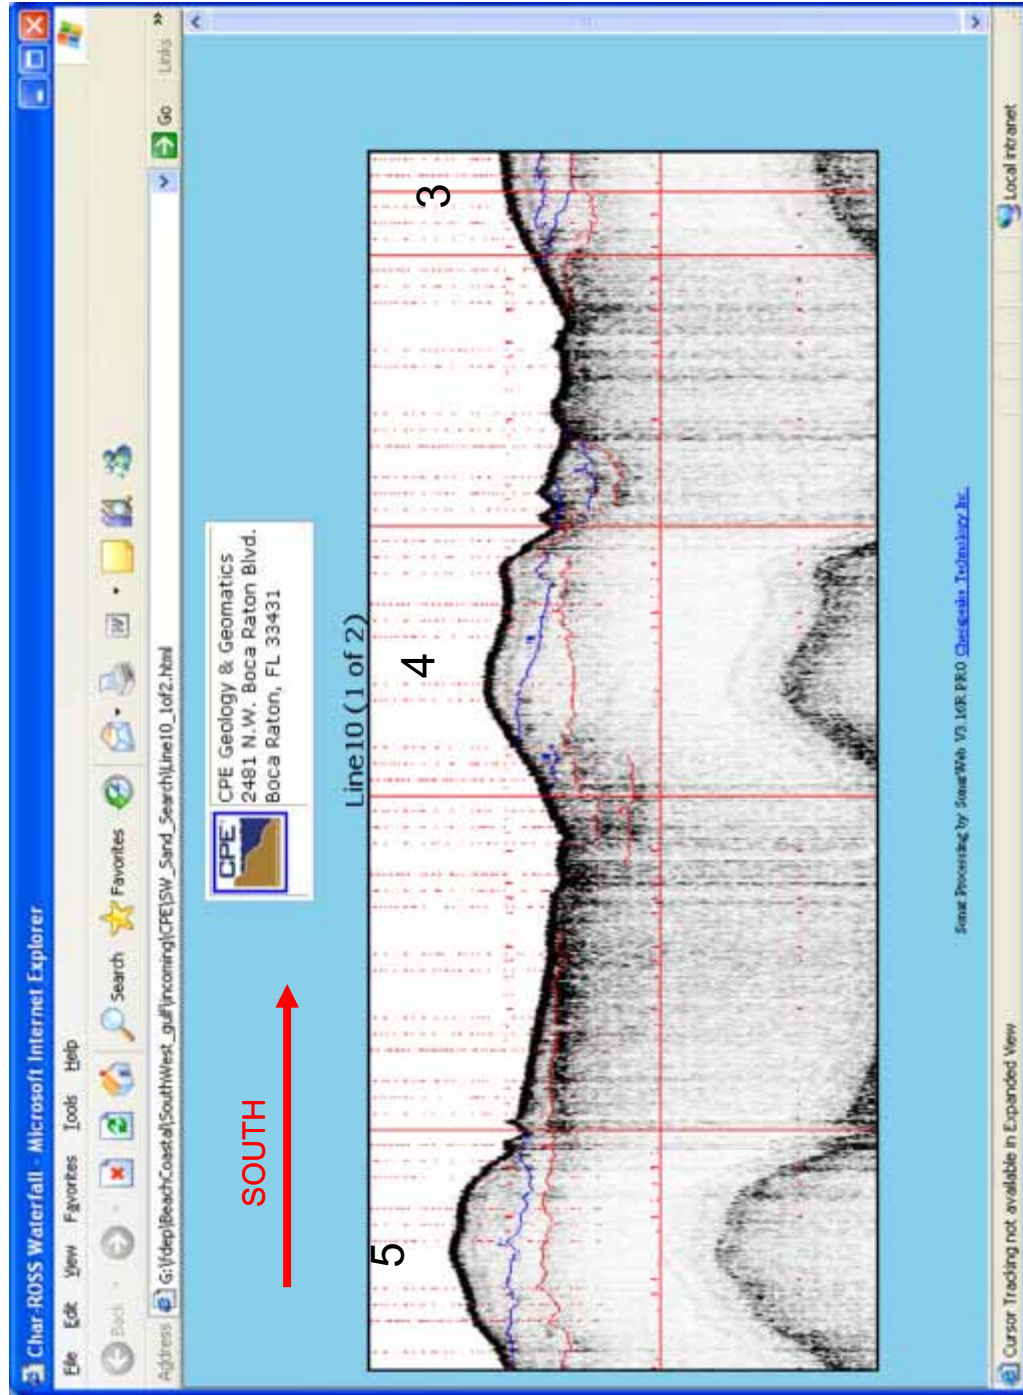 Char-ROSS Waterfall - Microsoft Internet Explorer
File Edit View Favorites Tools Help
Back Search Favorites
Address G:\fdep\BeachCoastal\SouthWest_gulf\incoming\CPE\SW_Sand_Search\Line10_1of2.html Go Links »
CPE
CPE Geology & Geomatics
2481 N.W. Boca Raton Blvd.
Boca Raton, FL 33431
SOUTH
Line10 (1 of 2)
5 4 3
Sonar Processing by SonarWeb V3.16R PRO Chesapeake Technology Inc.
Cursor Tracking not available in Expanded View Local intranet